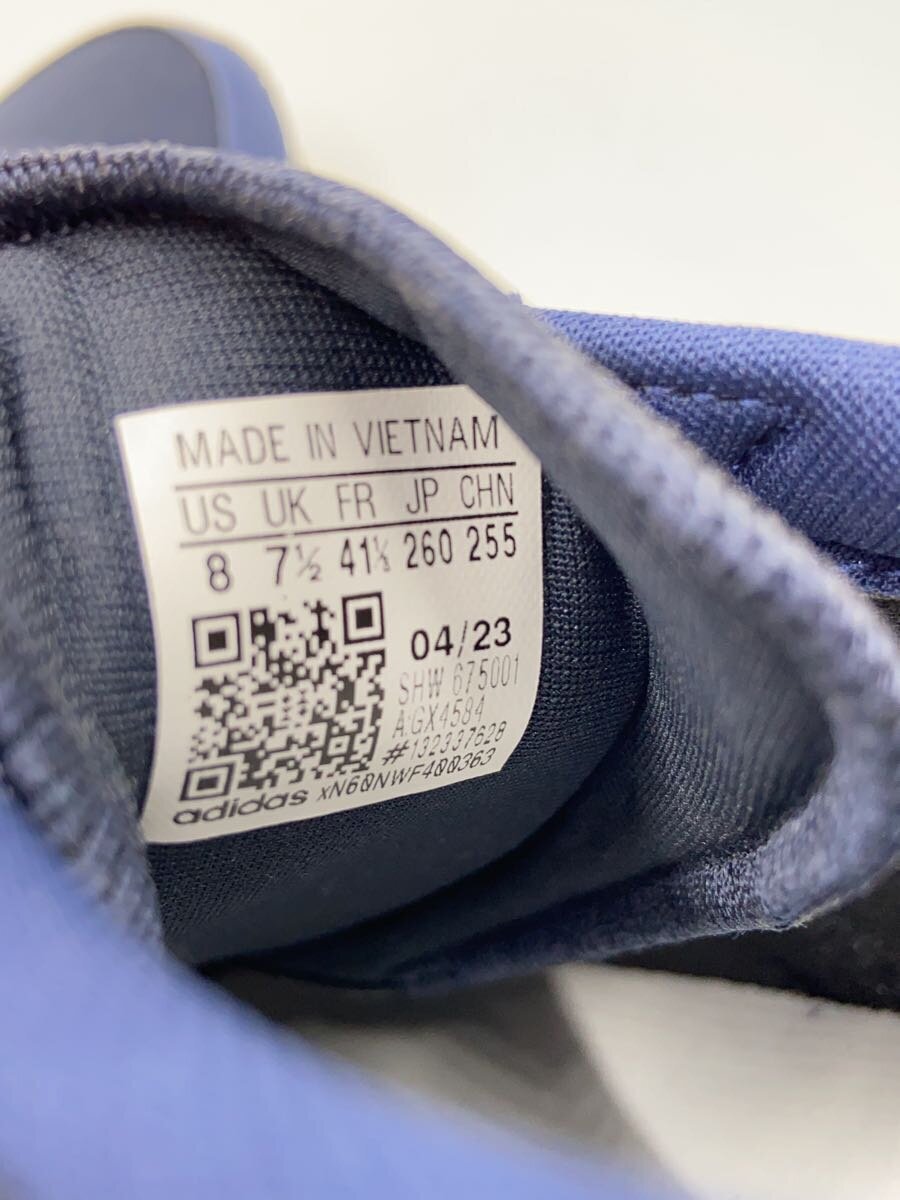 MADE IN VIETNAM
US UK FR JP CHN
8 7½ 41⅓ 260 255
04/23
SHW 675001
A:GX4584
#132337628
adidas xN60NWF400363